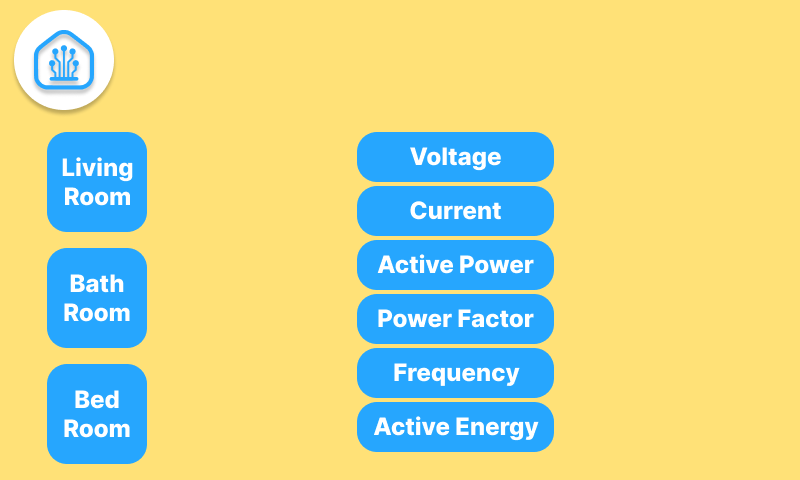 Living
Room
Bath
Room
Bed
Room
Voltage
Current
Active Power
Power Factor
Frequency
Active Energy